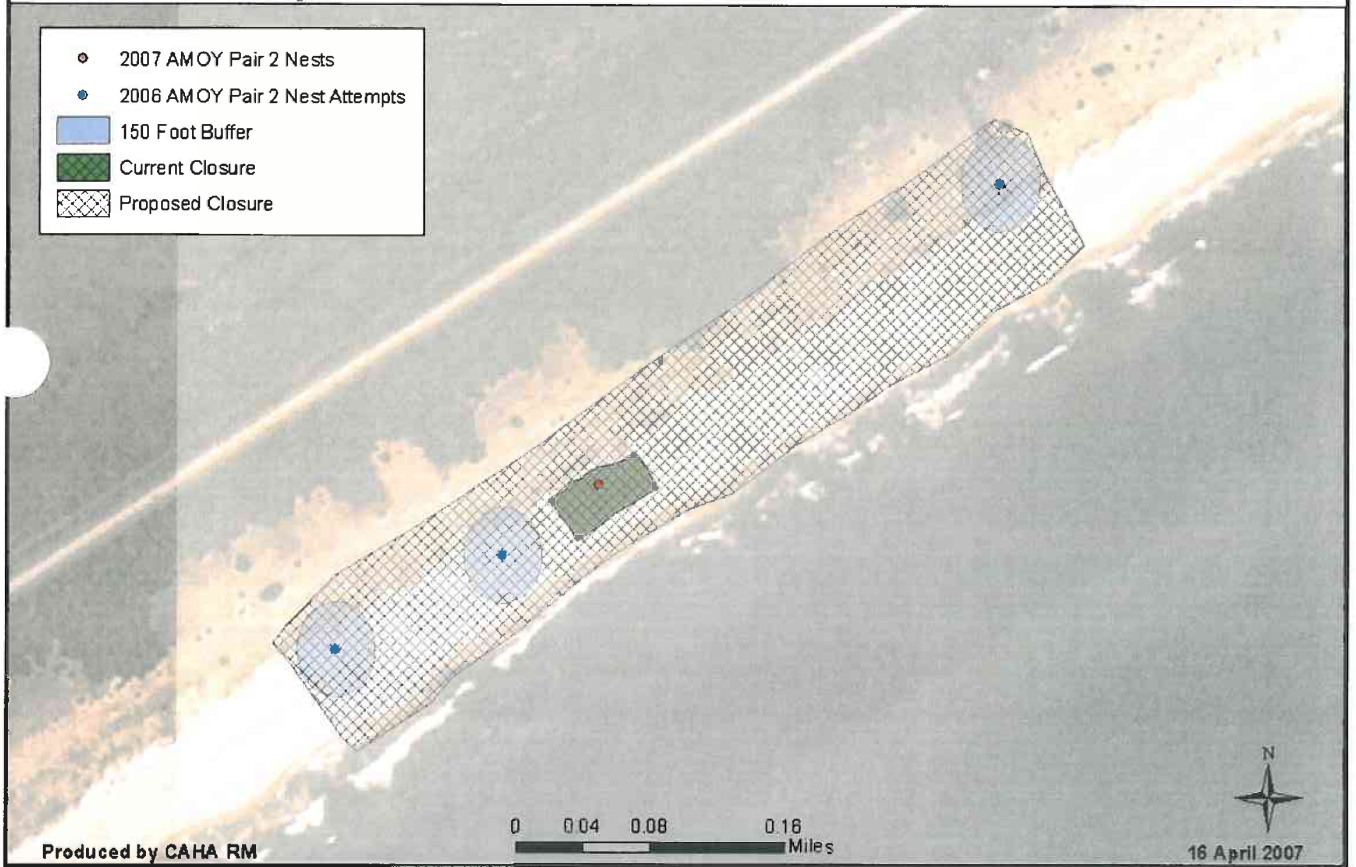 2007 AMOY Pair 2 Nests
2006 AMOY Pair 2 Nest Attempts
150 Foot Buffer
Current Closure
Proposed Closure
N
0 0.04 0.08 0.16
Miles
Produced by CAHA RM
16 April 2007